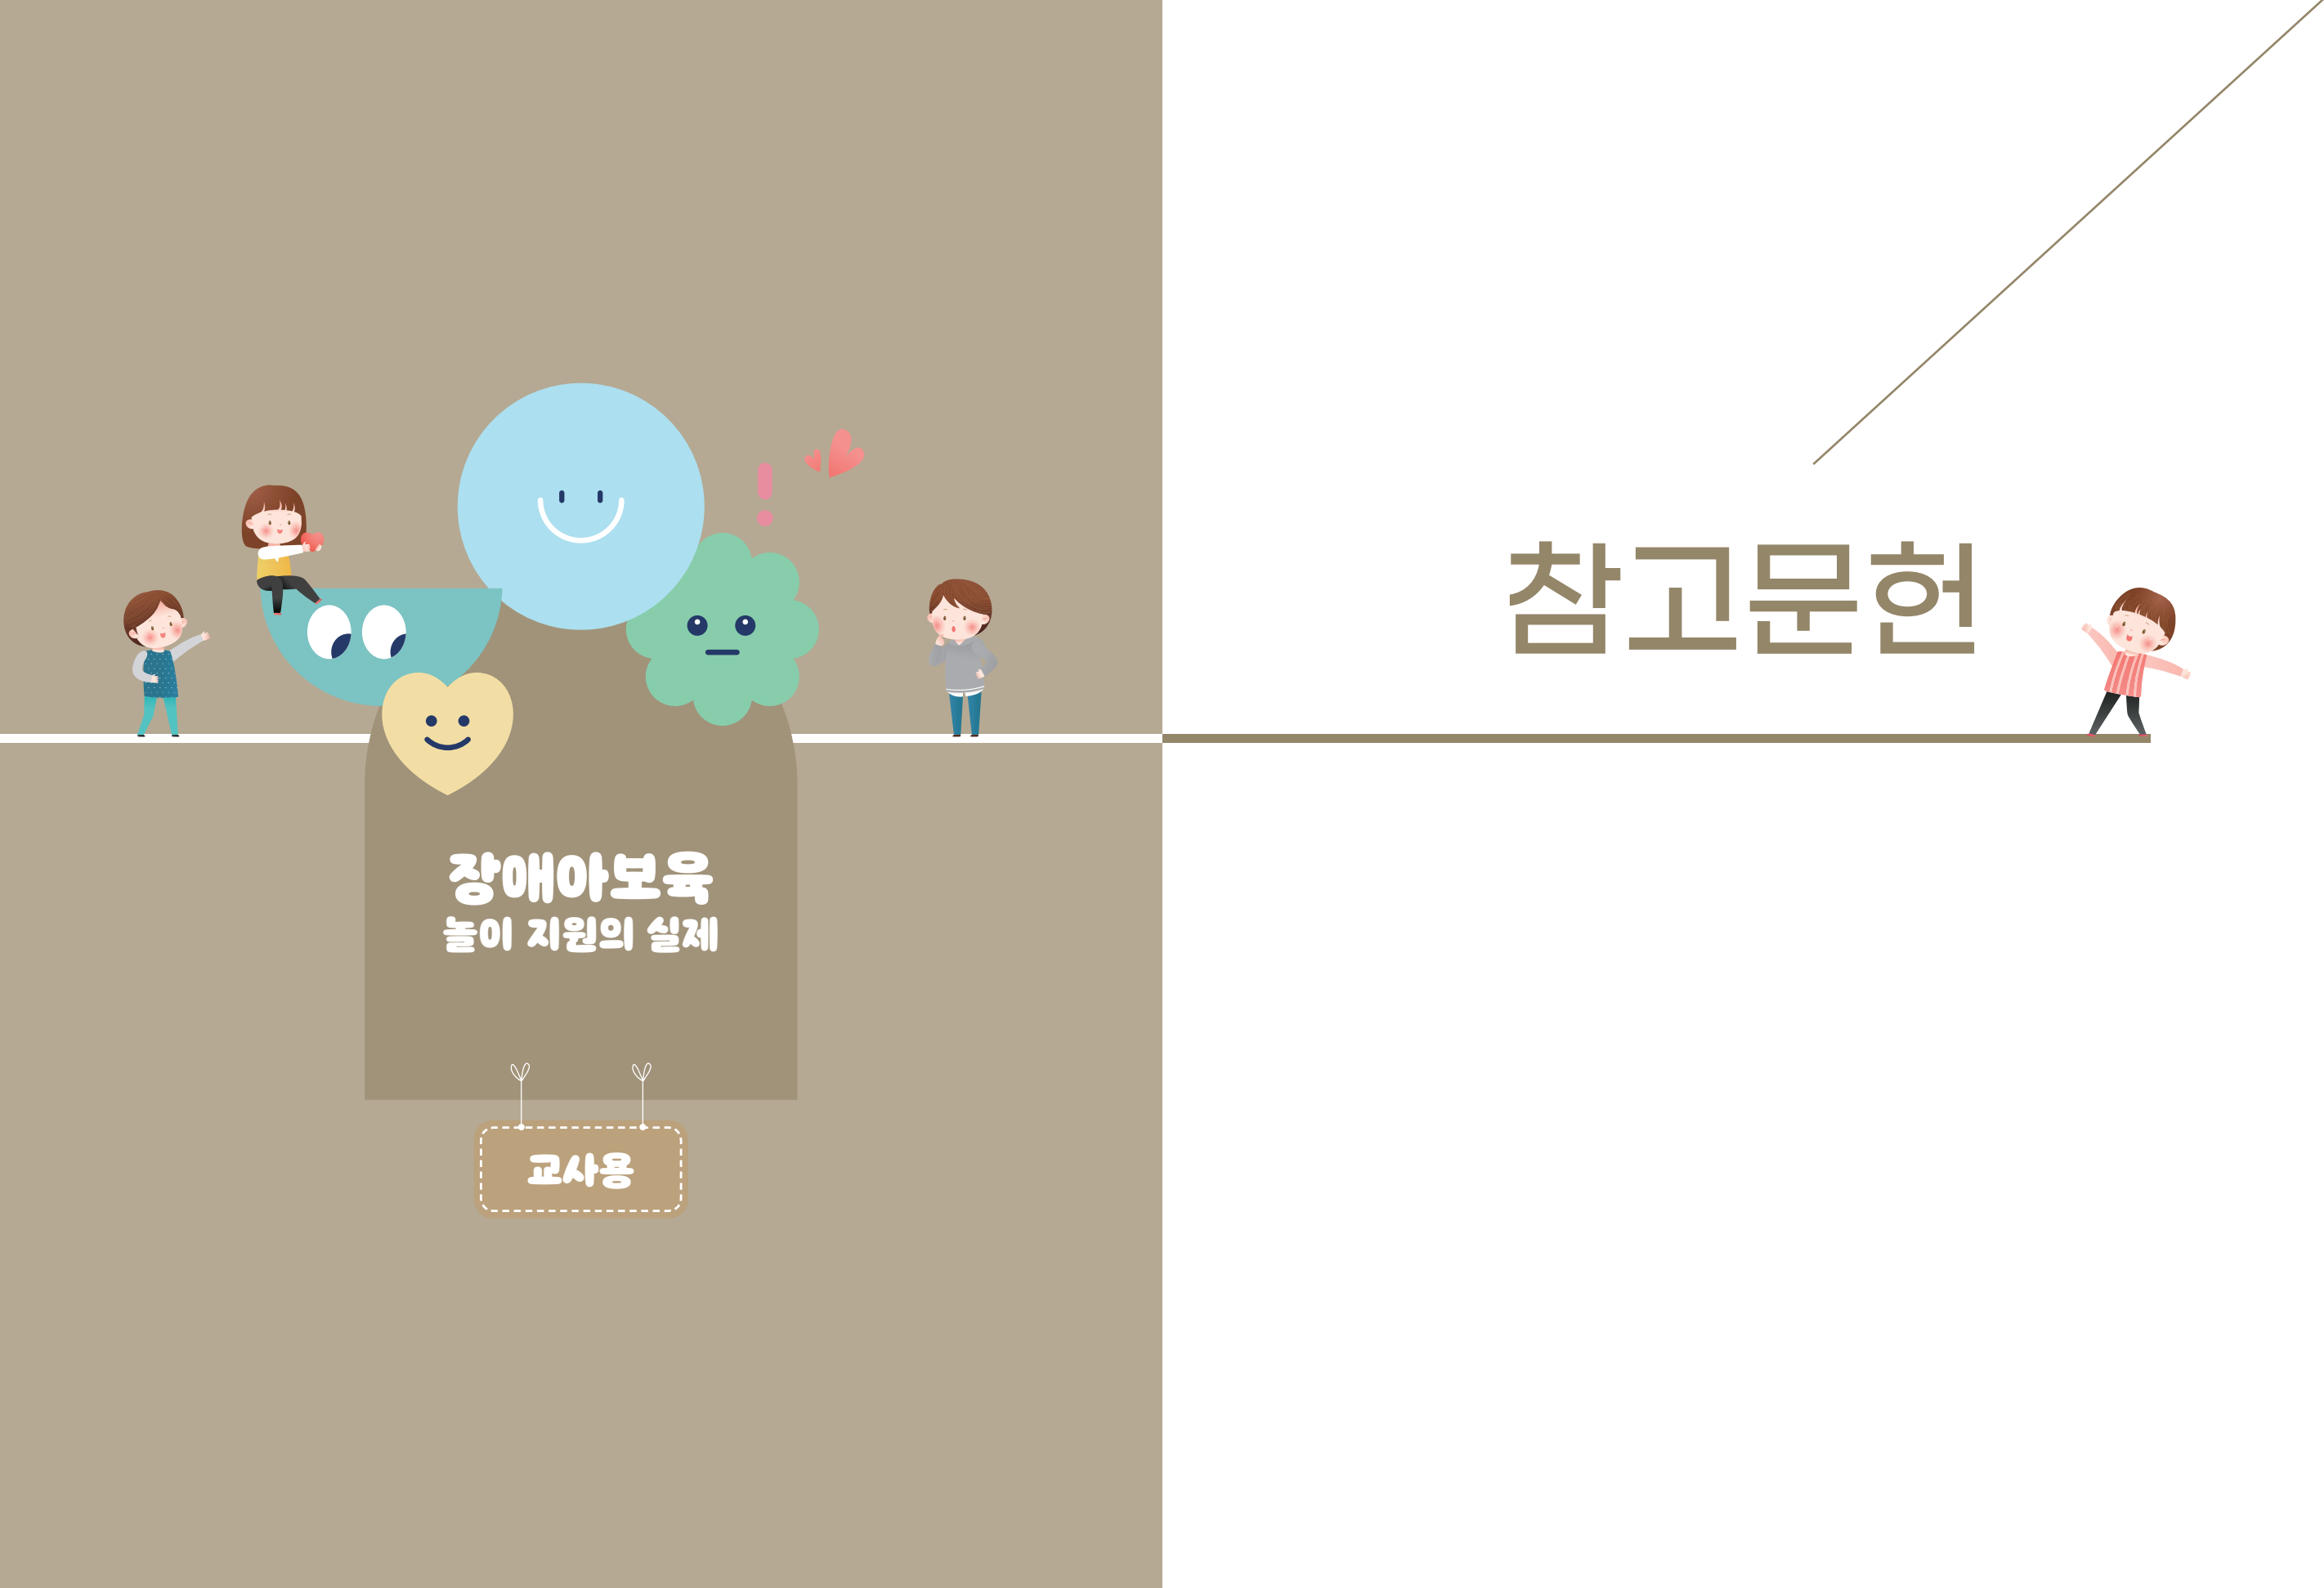 장애아보육
놀이 지원의 실제
교사용
참고문헌